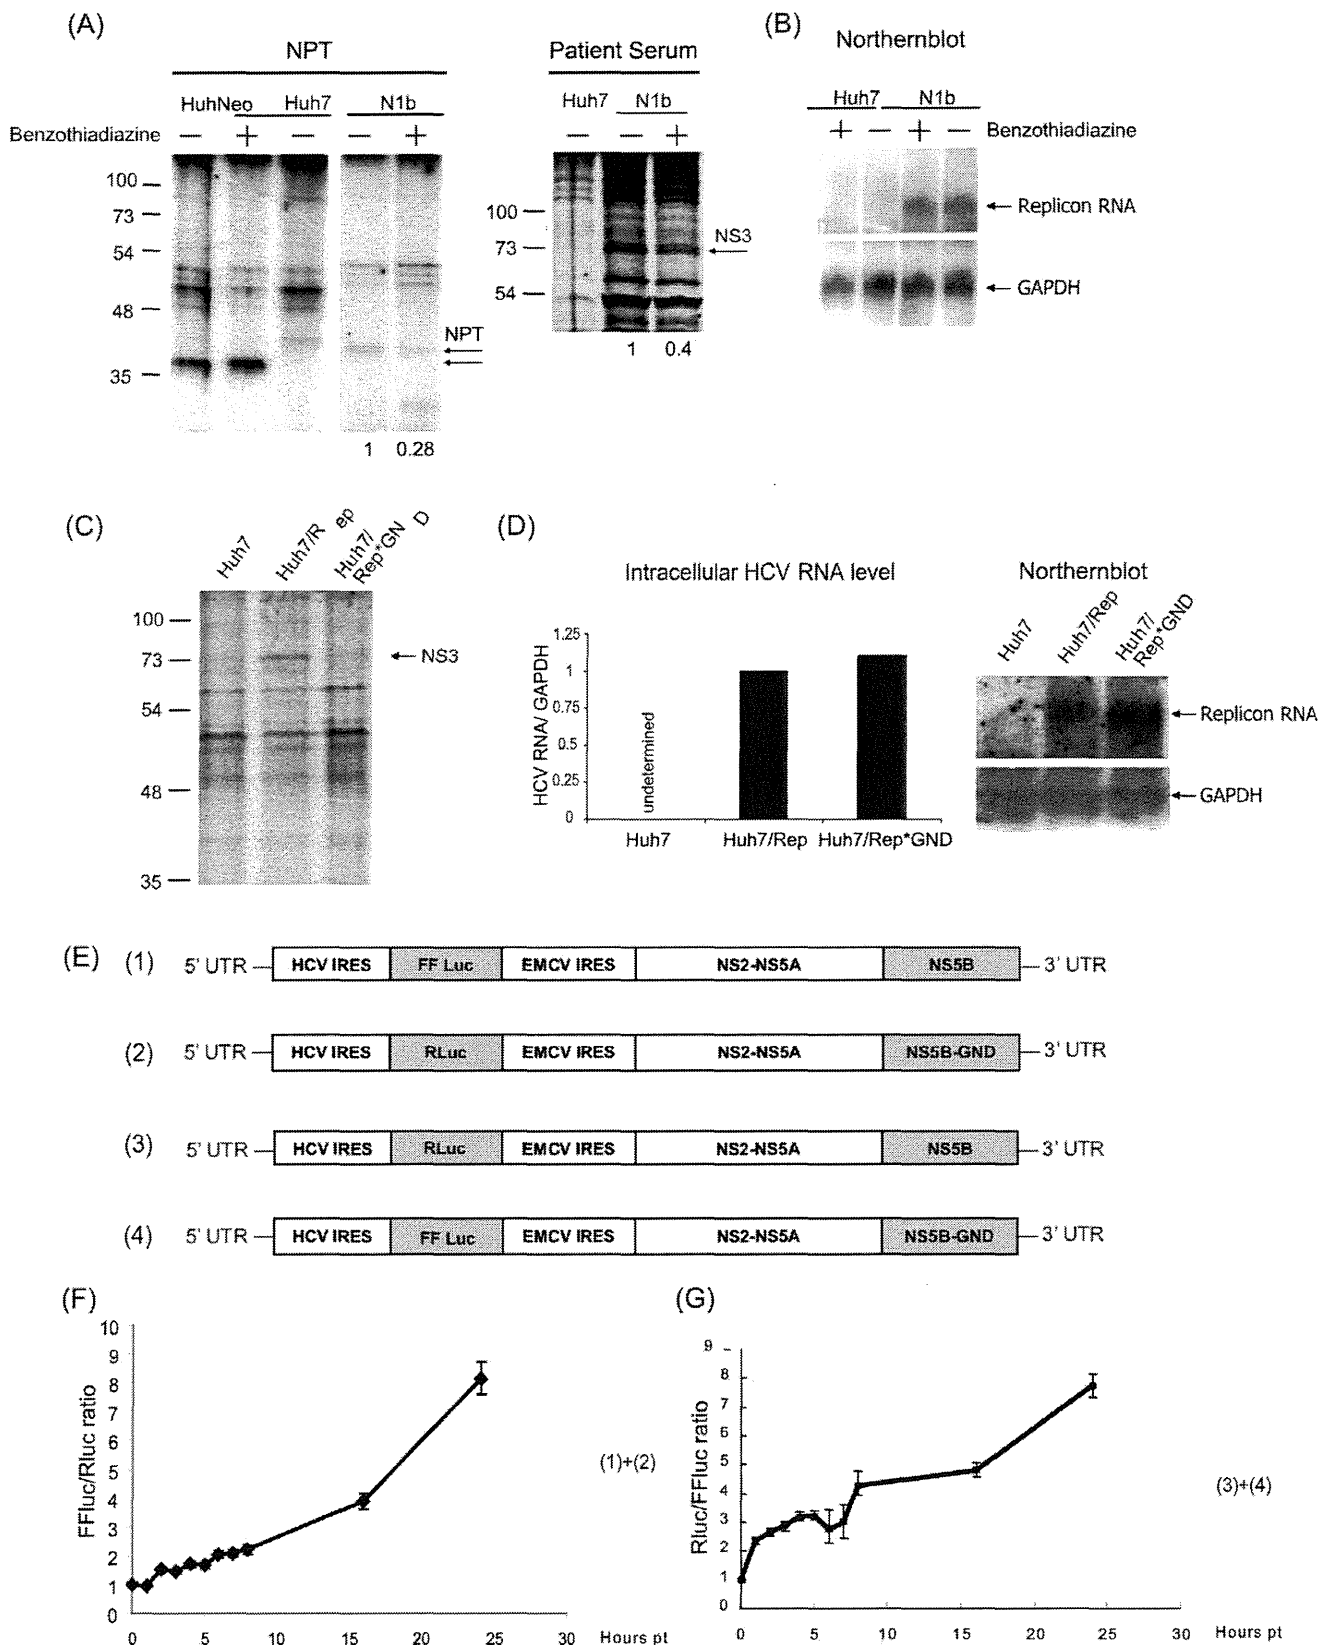 (A)
NPT
HuhNeo Huh7 N1b
Benzothiadiazine − + − − +
100
73
54
48
35
NPT
1 0.28
Patient Serum
Huh7 N1b
− − +
100
73
54
NS3
1 0.4
(B)
Northernblot
Huh7 N1b
+ − + − Benzothiadiazine
Replicon RNA
GAPDH
(C)
Huh7
Huh7/R ep
Huh7/
Rep*GN D
100
73
54
48
35
NS3
(D)
Intracellular HCV RNA level
HCV RNA/ GAPDH
1.25
1
0.75
0.5
0.25
0
undetermined
Huh7 Huh7/Rep Huh7/Rep*GND
Northernblot
Huh7
Huh7/Rep
Huh7/
Rep*GND
Replicon RNA
GAPDH
(E)
(1) 5' UTR HCV IRES FF Luc EMCV IRES NS2-NS5A NS5B 3' UTR
(2) 5' UTR HCV IRES RLuc EMCV IRES NS2-NS5A NS5B-GND 3' UTR
(3) 5' UTR HCV IRES RLuc EMCV IRES NS2-NS5A NS5B 3' UTR
(4) 5' UTR HCV IRES FF Luc EMCV IRES NS2-NS5A NS5B-GND 3' UTR
(F)
FFluc/Rluc ratio
10
9
8
7
6
5
4
3
2
1
0
0 5 10 15 20 25 30 Hours pt
(1)+(2)
(G)
Rluc/FFluc ratio
9
8
7
6
5
4
3
2
1
0
0 5 10 15 20 25 30 Hours pt
(3)+(4)